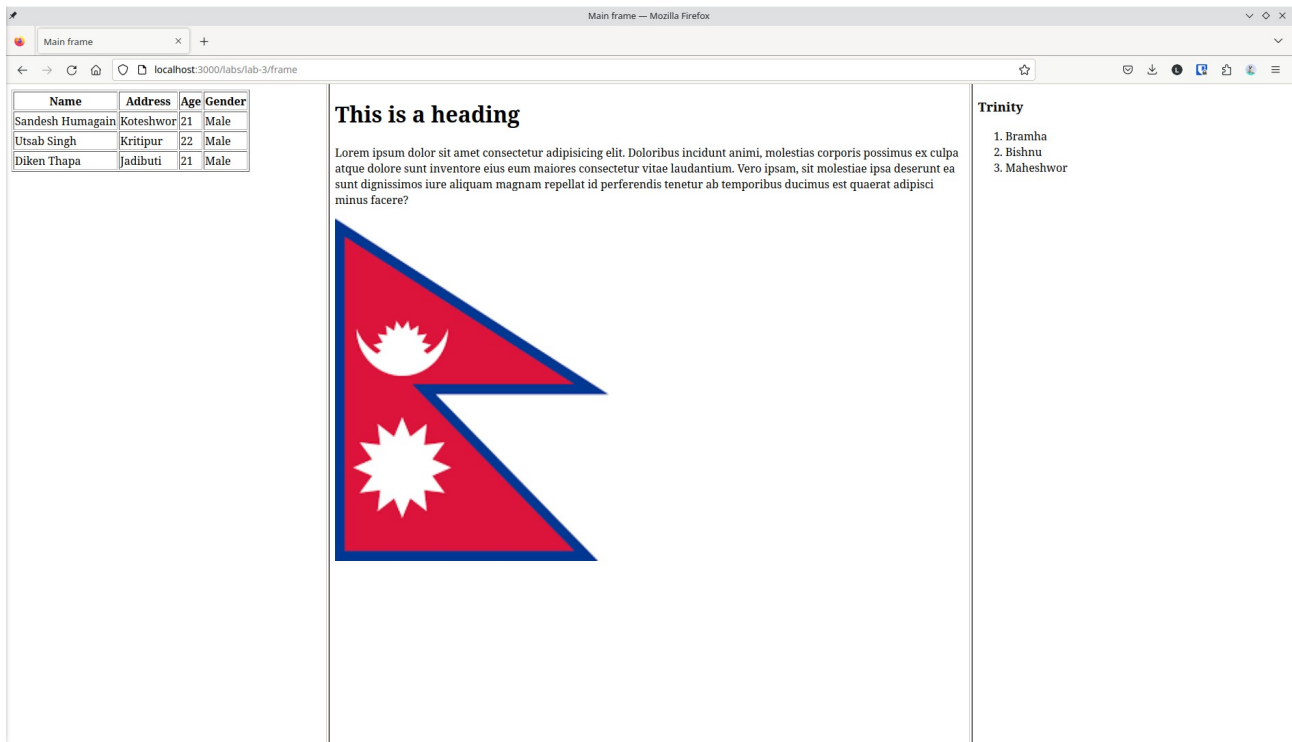 Main frame — Mozilla Firefox
Main frame
localhost:3000/labs/lab-3/frame
Name Address Age Gender
Sandesh Humagain Koteshwor 21 Male
Utsab Singh Kritipur 22 Male
Diken Thapa Jadibuti 21 Male
This is a heading
Lorem ipsum dolor sit amet consectetur adipisicing elit. Doloribus incidunt animi, molestias corporis possimus ex culpa
atque dolore sunt inventore eius eum maiores consectetur vitae laudantium. Vero ipsam, sit molestiae ipsa deserunt ea
sunt dignissimos iure aliquam magnam repellat id perferendis tenetur ab temporibus ducimus est quaerat adipisci
minus facere?
Trinity
1. Bramha
2. Bishnu
3. Maheshwor